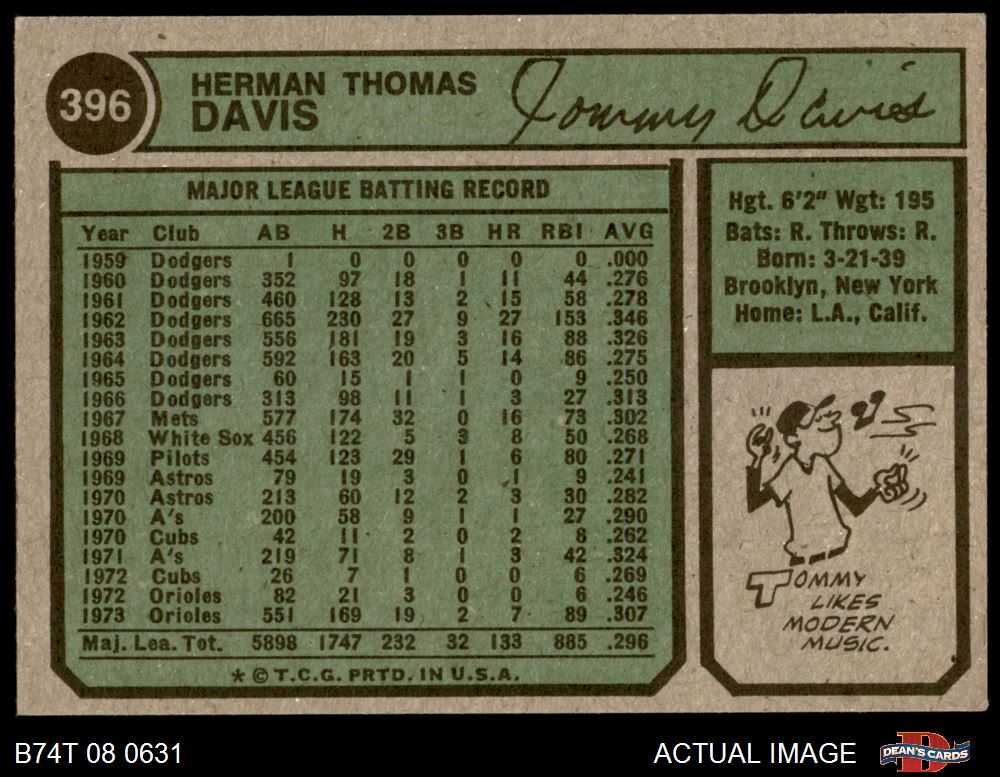 396
HERMAN THOMAS
DAVIS
Tommy Davis
MAJOR LEAGUE BATTING RECORD
Year Club AB H 2B 3B HR RBI AVG
1959 Dodgers 1 0 0 0 0 0 .000
1960 Dodgers 352 97 18 1 11 44 .276
1961 Dodgers 460 128 13 2 15 58 .278
1962 Dodgers 665 230 27 9 27 153 .346
1963 Dodgers 556 181 19 3 16 88 .326
1964 Dodgers 592 163 20 5 14 86 .275
1965 Dodgers 60 15 1 1 0 9 .250
1966 Dodgers 313 98 11 1 3 27 .313
1967 Mets 577 174 32 0 16 73 .302
1968 White Sox 456 122 5 3 8 50 .268
1969 Pilots 454 123 29 1 6 80 .271
1969 Astros 79 19 3 0 1 9 .241
1970 Astros 213 60 12 2 3 30 .282
1970 A's 200 58 9 1 1 27 .290
1970 Cubs 42 11 2 0 2 8 .262
1971 A's 219 71 8 1 3 42 .324
1972 Cubs 26 7 1 0 0 6 .269
1972 Orioles 82 21 3 0 0 6 .246
1973 Orioles 551 169 19 2 7 89 .307
Maj. Lea. Tot. 5898 1747 232 32 133 885 .296
* © T.C.G. PRTD. IN U.S.A.
Hgt. 6'2" Wgt: 195
Bats: R. Throws: R.
Born: 3-21-39
Brooklyn, New York
Home: L.A., Calif.
TOMMY
LIKES
MODERN
MUSIC.
B74T 08 0631
ACTUAL IMAGE
DEAN'S CARDS